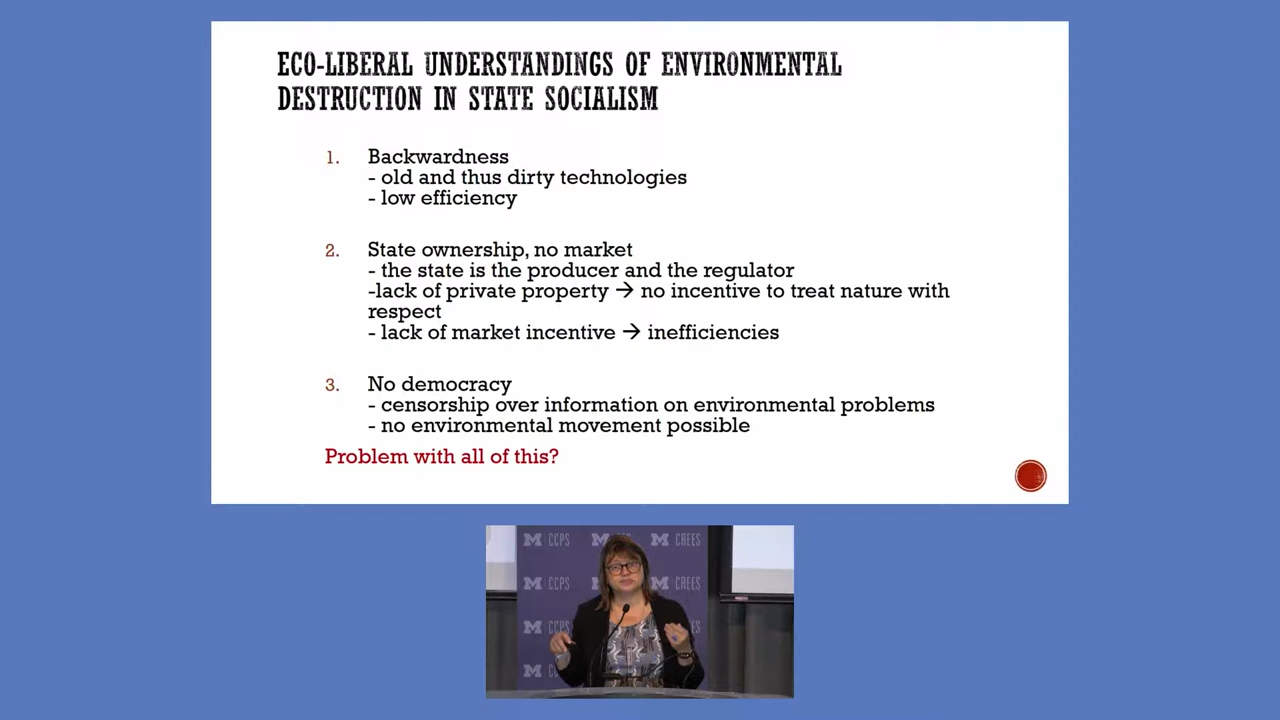 ECO-LIBERAL UNDERSTANDINGS OF ENVIRONMENTAL
DESTRUCTION IN STATE SOCIALISM
1. Backwardness
- old and thus dirty technologies
- low efficiency
2. State ownership, no market
- the state is the producer and the regulator
-lack of private property → no incentive to treat nature with
respect
- lack of market incentive → inefficiencies
3. No democracy
- censorship over information on environmental problems
- no environmental movement possible
Problem with all of this?
M CCPS M M CREES
M CCPS M CREES
M CCPS
M CCPS